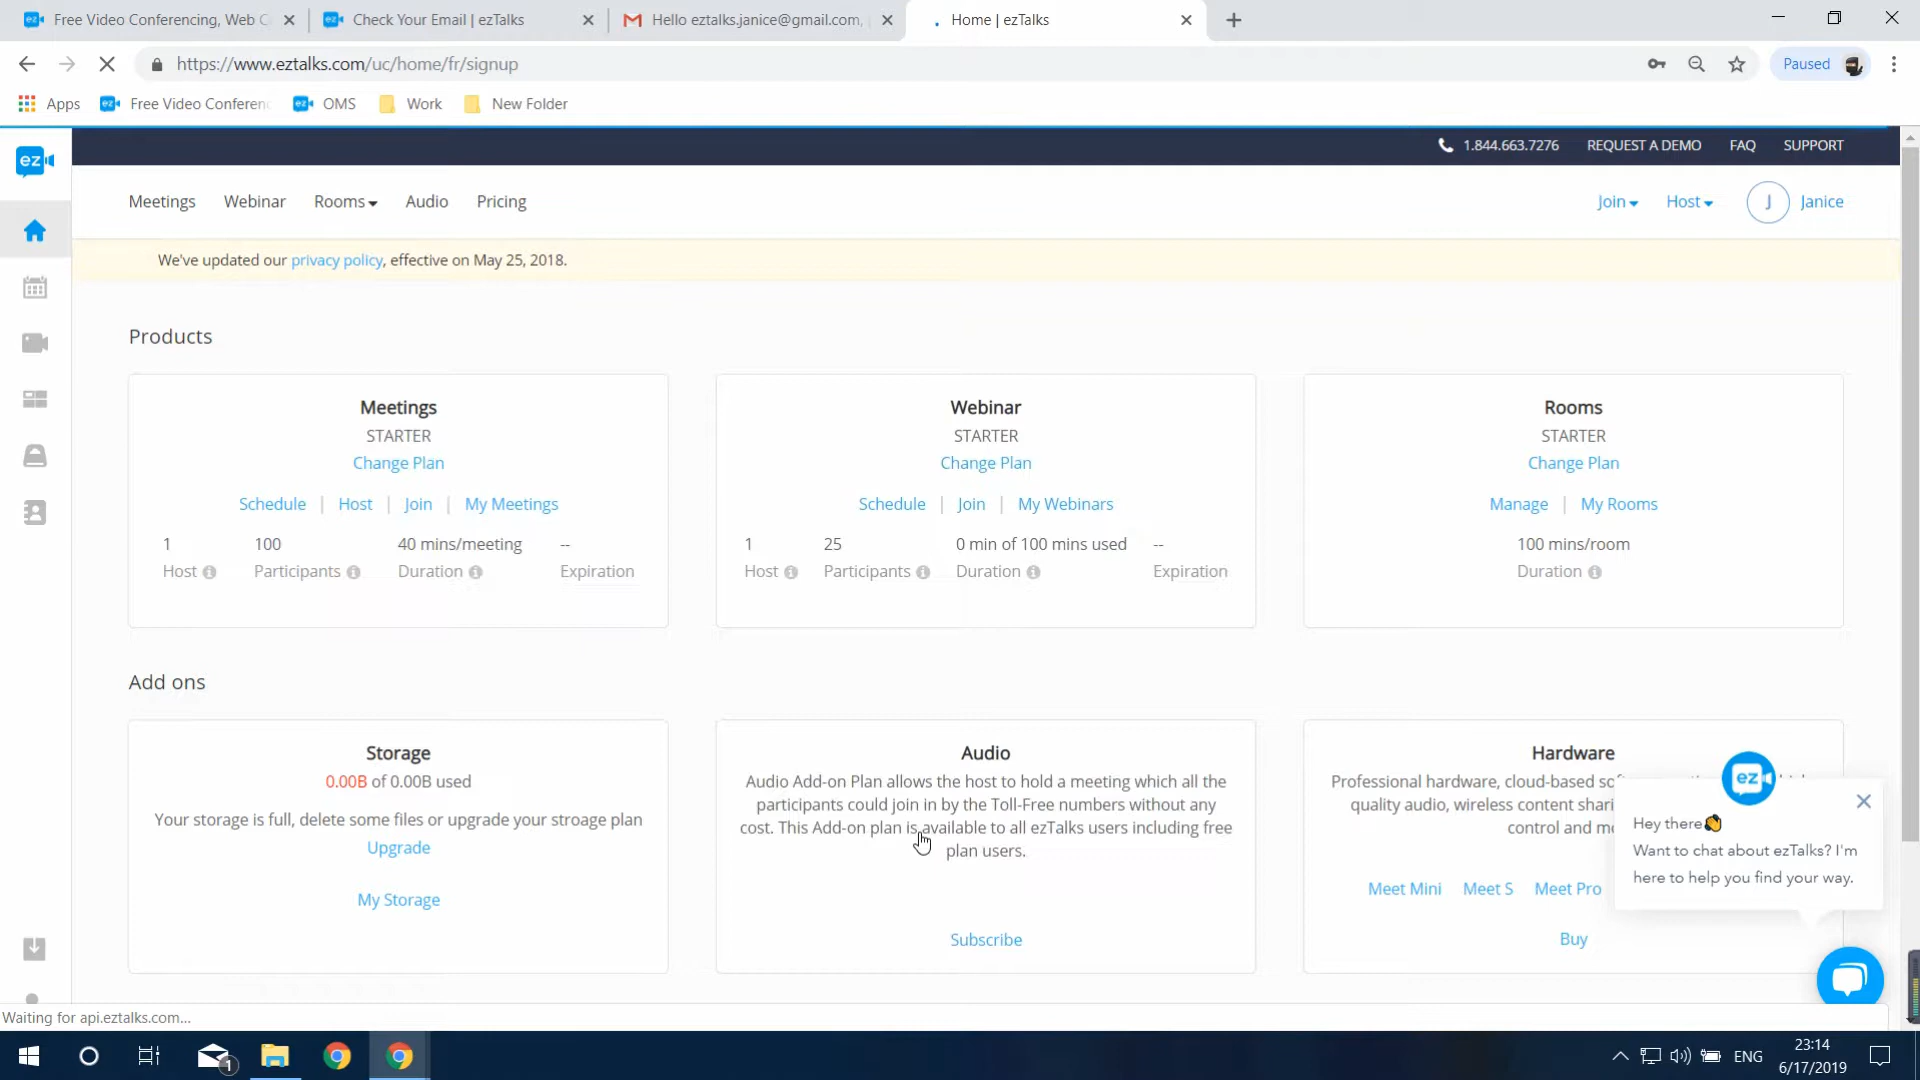 Free Video Conferencing, Web C
Check Your Email | ezTalks
Hello eztalks.janice@gmail.com,
Home | ezTalks
https://www.eztalks.com/uc/home/fr/signup
Paused
Apps
Free Video Conferenc
OMS
Work
New Folder
ez
1.844.663.7276
REQUEST A DEMO
FAQ
SUPPORT
Meetings
Webinar
Rooms
Audio
Pricing
Join
Host
J
Janice
We've updated our privacy policy, effective on May 25, 2018.
Products
Meetings
STARTER
Change Plan
Schedule | Host | Join | My Meetings
1 100 40 mins/meeting --
Host Participants Duration Expiration
Webinar
STARTER
Change Plan
Schedule | Join | My Webinars
1 25 0 min of 100 mins used --
Host Participants Duration Expiration
Rooms
STARTER
Change Plan
Manage | My Rooms
100 mins/room
Duration
Add ons
Storage
0.00B of 0.00B used
Your storage is full, delete some files or upgrade your stroage plan
Upgrade
My Storage
Audio
Audio Add-on Plan allows the host to hold a meeting which all the
participants could join in by the Toll-Free numbers without any
cost. This Add-on plan is available to all ezTalks users including free
plan users.
Subscribe
Hardware
Professional hardware, cloud-based
quality audio, wireless content
control and
Meet Mini Meet S Meet Pro
Buy
ez
Hey there
Want to chat about ezTalks? I'm
here to help you find your way.
Waiting for api.eztalks.com...
1
ENG
23:14
6/17/2019